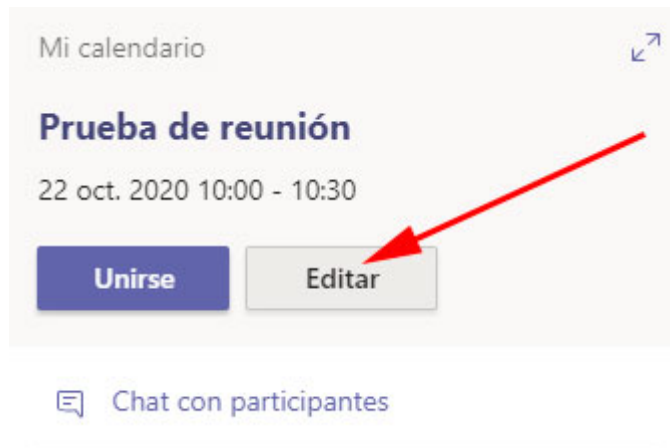 Mi calendario
Prueba de reunión
22 oct. 2020 10:00 - 10:30
Unirse Editar
Chat con participantes